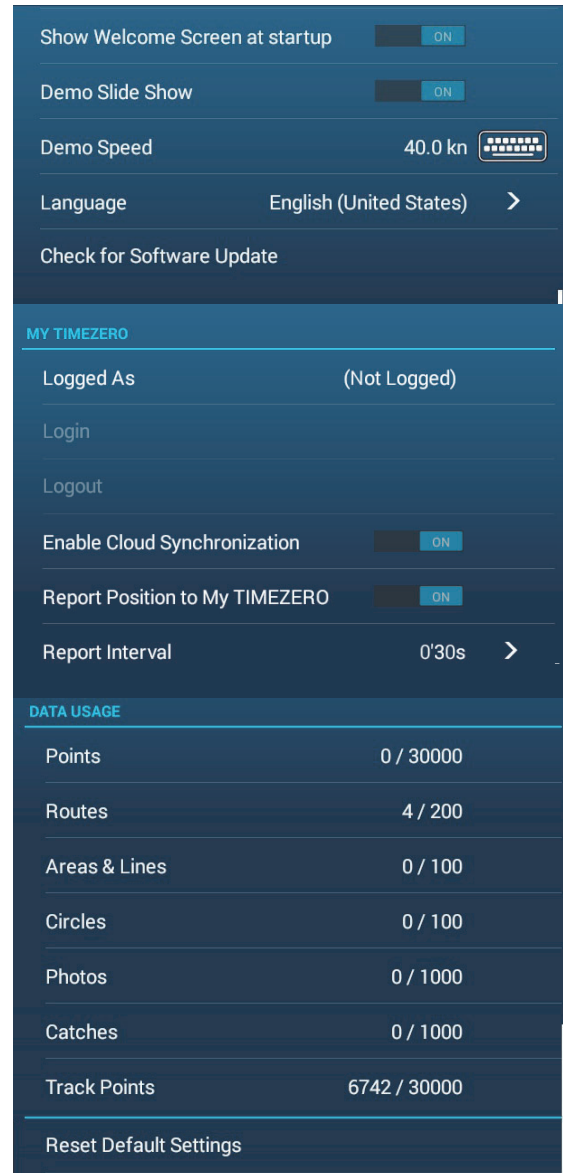 Show Welcome Screen at startup ON
Demo Slide Show ON
Demo Speed 40.0 kn
Language English (United States) >
Check for Software Update
MY TIMEZERO
Logged As (Not Logged)
Login
Logout
Enable Cloud Synchronization ON
Report Position to My TIMEZERO ON
Report Interval 0'30s >
DATA USAGE
Points 0 / 30000
Routes 4 / 200
Areas & Lines 0 / 100
Circles 0 / 100
Photos 0 / 1000
Catches 0 / 1000
Track Points 6742 / 30000
Reset Default Settings